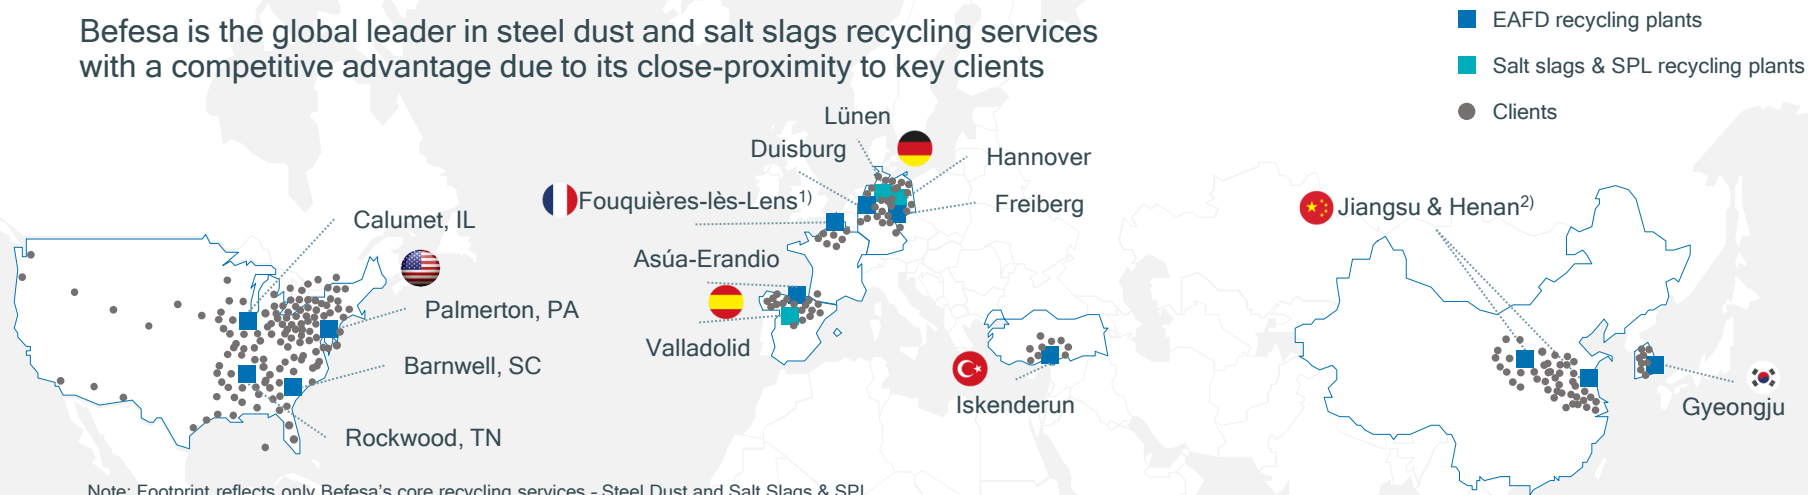 Befesa is the global leader in steel dust and salt slags recycling services
with a competitive advantage due to its close-proximity to key clients
EAFD recycling plants
Salt slags & SPL recycling plants
Clients
Lünen
Duisburg
Hannover
Fouquières-lès-Lens1)
Freiberg
Jiangsu & Henan2)
Calumet, IL
Asúa-Erandio
Palmerton, PA
Valladolid
Barnwell, SC
Iskenderun
Gyeongju
Rockwood, TN
Note: Footprint reflects only Befesa's core recycling services - Steel Dust and Salt Slags & SPL